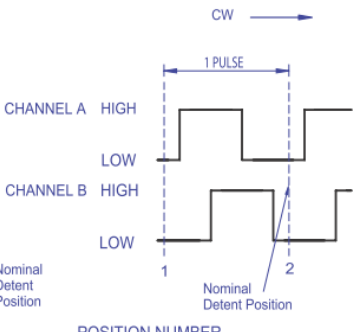 CW
1 PULSE
CHANNEL A HIGH
LOW
CHANNEL B HIGH
LOW
Nominal
Detent
Position
1
2
Nominal
Detent Position
POSITION NUMBER